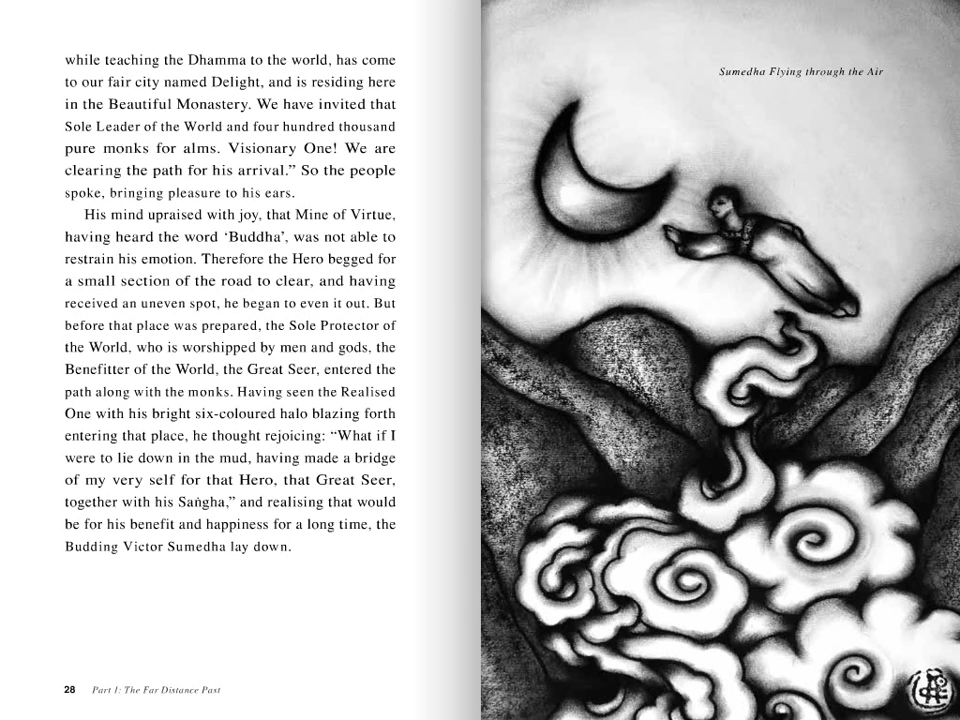 while teaching the Dhamma to the world, has come
to our fair city named Delight, and is residing here
in the Beautiful Monastery. We have invited that
Sole Leader of the World and four hundred thousand
pure monks for alms. Visionary One! We are
clearing the path for his arrival.” So the people
spoke, bringing pleasure to his ears.
His mind upraised with joy, that Mine of Virtue,
having heard the word ‘Buddha’, was not able to
restrain his emotion. Therefore the Hero begged for
a small section of the road to clear, and having
received an uneven spot, he began to even it out. But
before that place was prepared, the Sole Protector of
the World, who is worshipped by men and gods, the
Benefitter of the World, the Great Seer, entered the
path along with the monks. Having seen the Realised
One with his bright six-coloured halo blazing forth
entering that place, he thought rejoicing: “What if I
were to lie down in the mud, having made a bridge
of my very self for that Hero, that Great Seer,
together with his Saṅgha,” and realising that would
be for his benefit and happiness for a long time, the
Budding Victor Sumedha lay down.
28 Part 1: The Far Distance Past
Sumedha Flying through the Air